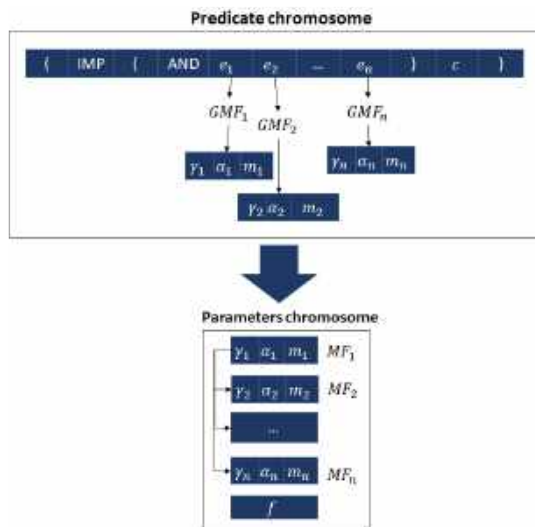 Predicate chromosome
( IMP ( AND e₁ e₂ ... eₙ ) c )
GMF₁ GMF₂ GMFₙ
γ₁ α₁ m₁
γₙ αₙ mₙ
γ₂ α₂ m₂
Parameters chromosome
γ₁ α₁ m₁ MF₁
γ₂ α₂ m₂ MF₂
...
γₙ αₙ mₙ MFₙ
f